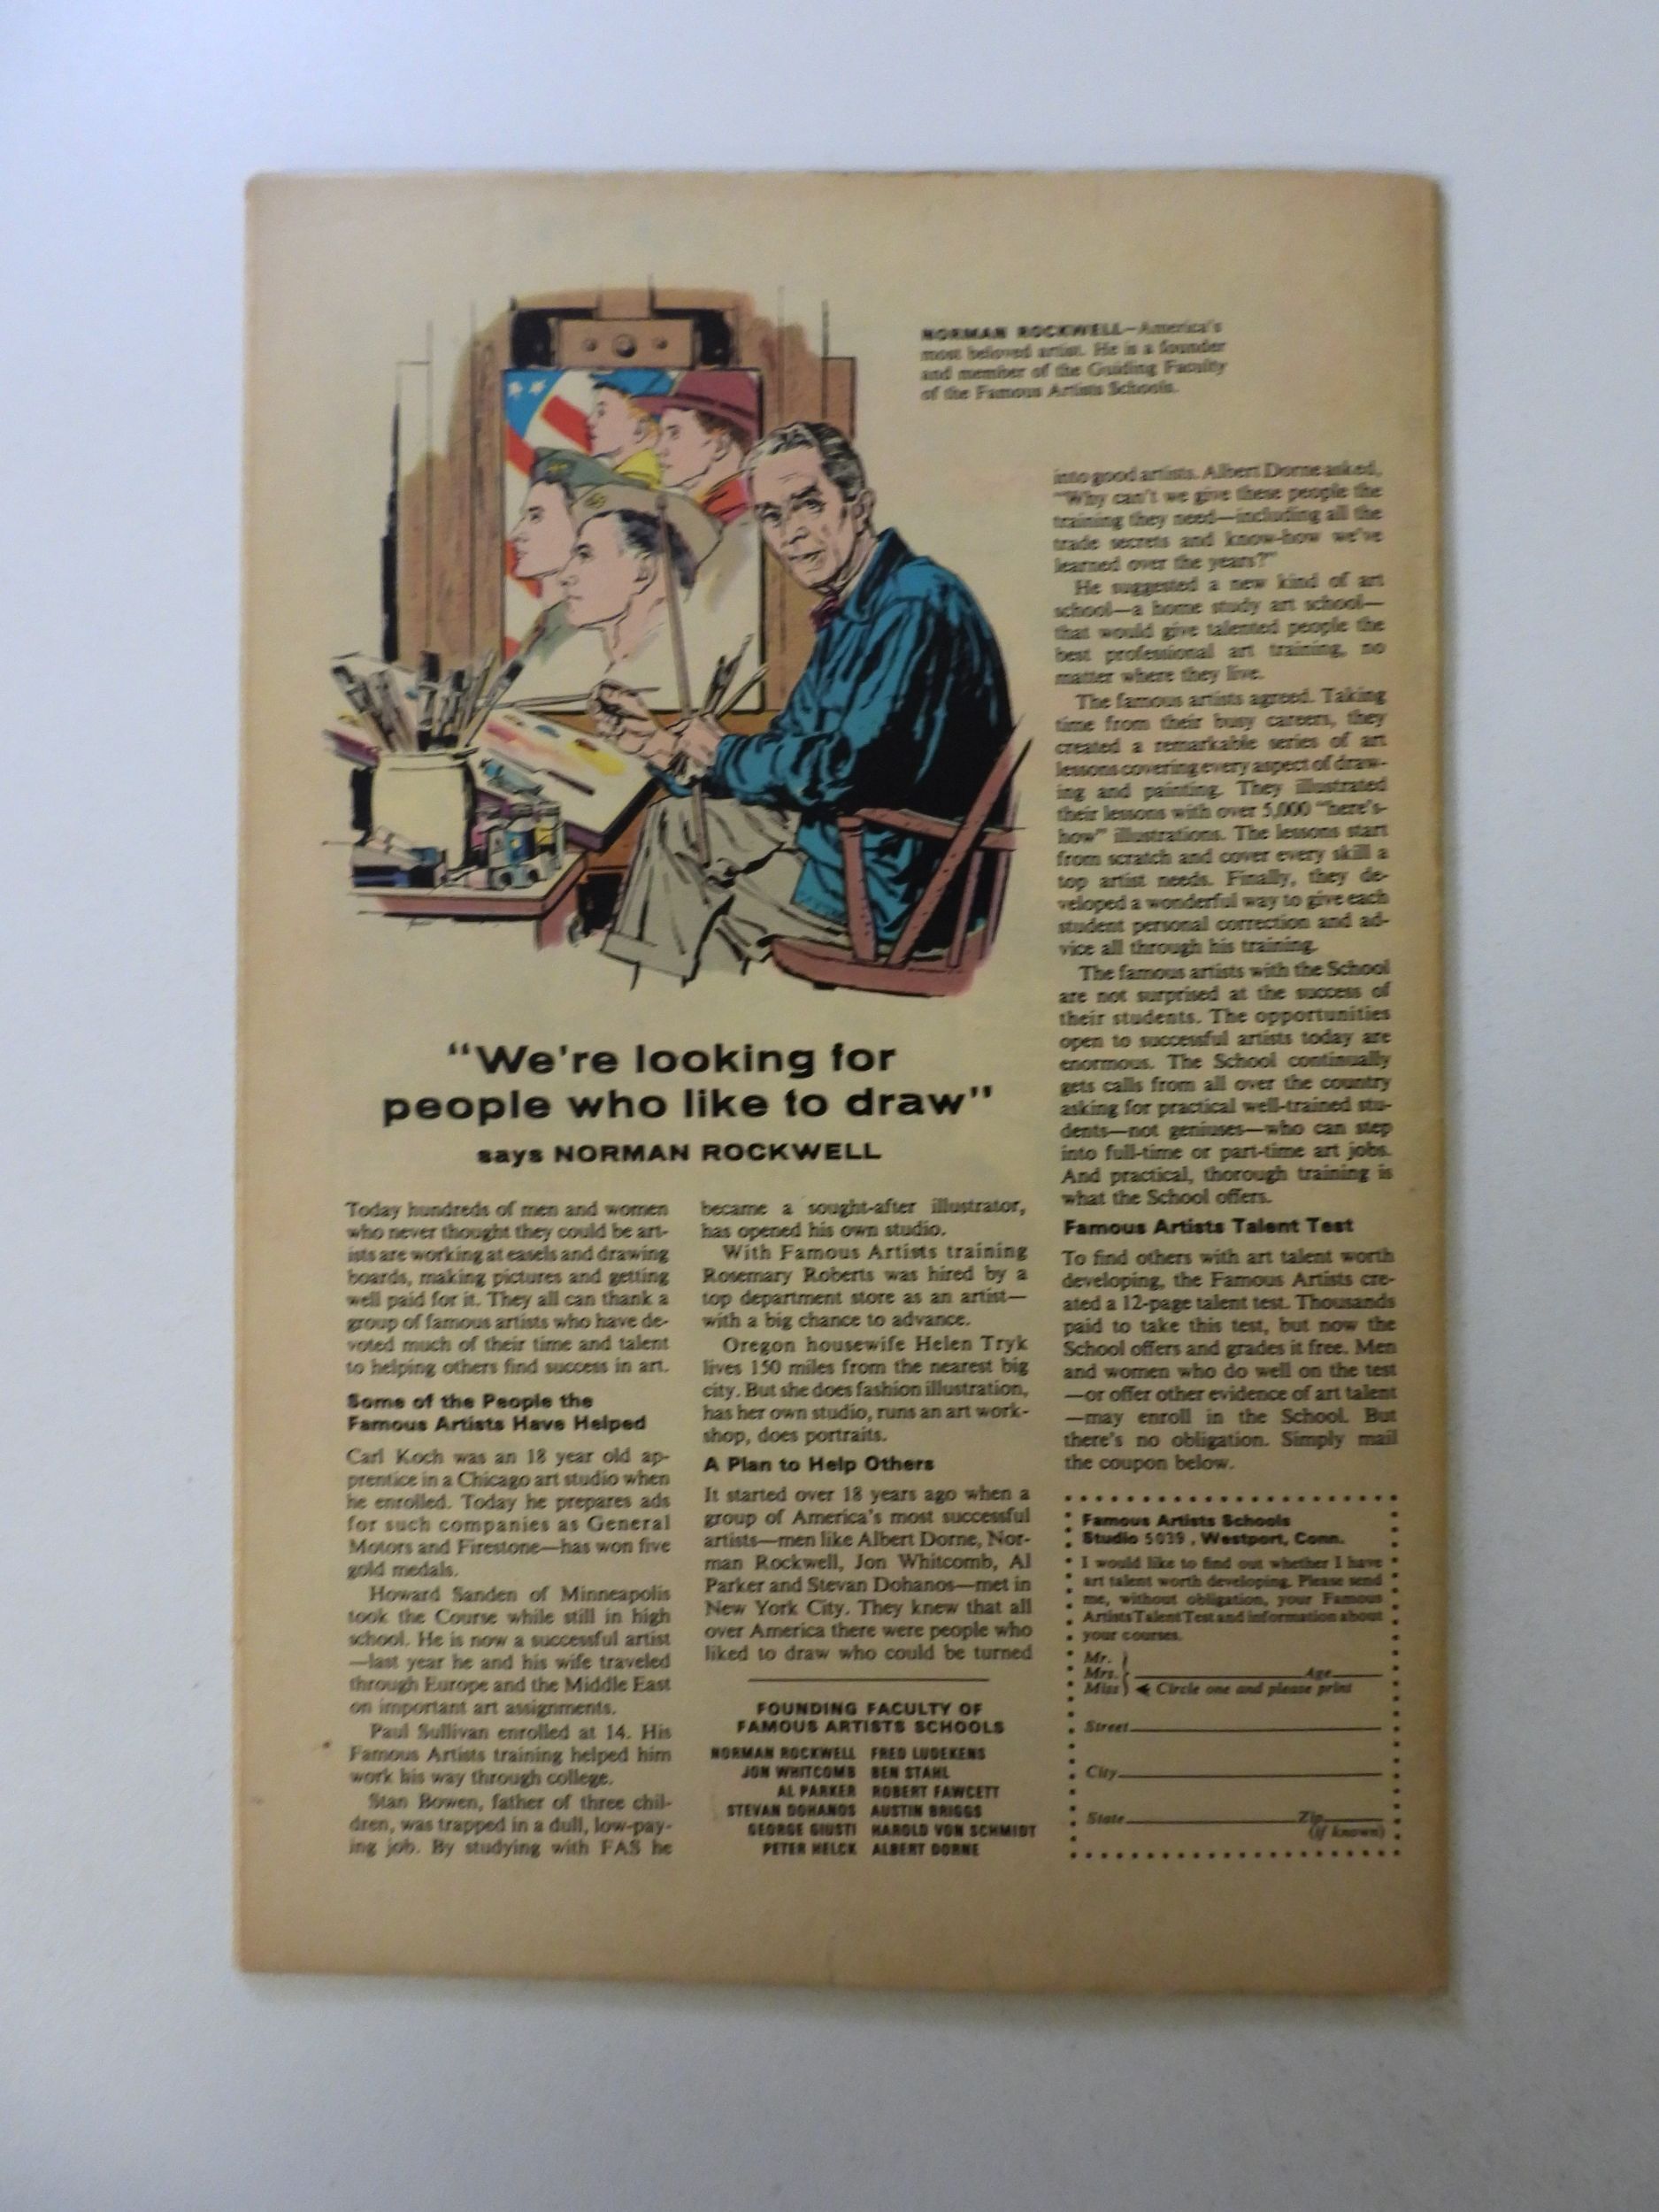 NORMAN ROCKWELL—America's
most beloved artist. He is a founder
and member of the Guiding Faculty
of the Famous Artists Schools.
"We're looking for
people who like to draw"
says NORMAN ROCKWELL
Today hundreds of men and women
who never thought they could be art-
ists are working at easels and drawing
boards, making pictures and getting
well paid for it. They all can thank a
group of famous artists who have de-
voted much of their time and talent
to helping others find success in art.
Some of the People the
Famous Artists Have Helped
Carl Koch was an 18 year old ap-
prentice in a Chicago art studio when
he enrolled. Today he prepares ads
for such companies as General
Motors and Firestone—has won five
gold medals.
Howard Sanden of Minneapolis
took the Course while still in high
school. He is now a successful artist
—last year he and his wife traveled
through Europe and the Middle East
on important art assignments.
Paul Sullivan enrolled at 14. His
Famous Artists training helped him
work his way through college.
Stan Bowen, father of three chil-
dren, was trapped in a dull, low-pay-
ing job. By studying with FAS he
became a sought-after illustrator,
has opened his own studio.
With Famous Artists training
Rosemary Roberts was hired by a
top department store as an artist—
with a big chance to advance.
Oregon housewife Helen Tryk
lives 150 miles from the nearest big
city. But she does fashion illustration,
has her own studio, runs an art work-
shop, does portraits.
A Plan to Help Others
It started over 18 years ago when a
group of America's most successful
artists—men like Albert Dorne, Nor-
man Rockwell, Jon Whitcomb, Al
Parker and Stevan Dohanos—met in
New York City. They knew that all
over America there were people who
liked to draw who could be turned
FOUNDING FACULTY OF
FAMOUS ARTISTS SCHOOLS
NORMAN ROCKWELL FRED LUDEKENS
JON WHITCOMB BEN STAHL
AL PARKER ROBERT FAWCETT
STEVAN DOHANOS AUSTIN BRIGGS
GEORGE GIUSTI HAROLD VON SCHMIDT
PETER HELCK ALBERT DORNE
into good artists. Albert Dorne asked,
"Why can't we give these people the
training they need—including all the
trade secrets and know-how we've
learned over the years?"
He suggested a new kind of art
school—a home study art school—
that would give talented people the
best professional art training, no
matter where they live.
The famous artists agreed. Taking
time from their busy careers, they
created a remarkable series of art
lessons covering every aspect of draw-
ing and painting. They illustrated
their lessons with over 5,000 "here's-
how" illustrations. The lessons start
from scratch and cover every skill a
top artist needs. Finally, they de-
veloped a wonderful way to give each
student personal correction and ad-
vice all through his training.
The famous artists with the School
are not surprised at the success of
their students. The opportunities
open to successful artists today are
enormous. The School continually
gets calls from all over the country
asking for practical well-trained stu-
dents—not geniuses—who can step
into full-time or part-time art jobs.
And practical, thorough training is
what the School offers.
Famous Artists Talent Test
To find others with art talent worth
developing, the Famous Artists cre-
ated a 12-page talent test. Thousands
paid to take this test, but now the
School offers and grades it free. Men
and women who do well on the test
—or offer other evidence of art talent
—may enroll in the School. But
there's no obligation. Simply mail
the coupon below.
Famous Artists Schools
Studio 5039, Westport, Conn.
I would like to find out whether I have
art talent worth developing. Please send
me, without obligation, your Famous
Artists Talent Test and information about
your courses.
Mr.
Mrs. Age
Miss Circle one and please print
Street
City
State Zip
(if known)